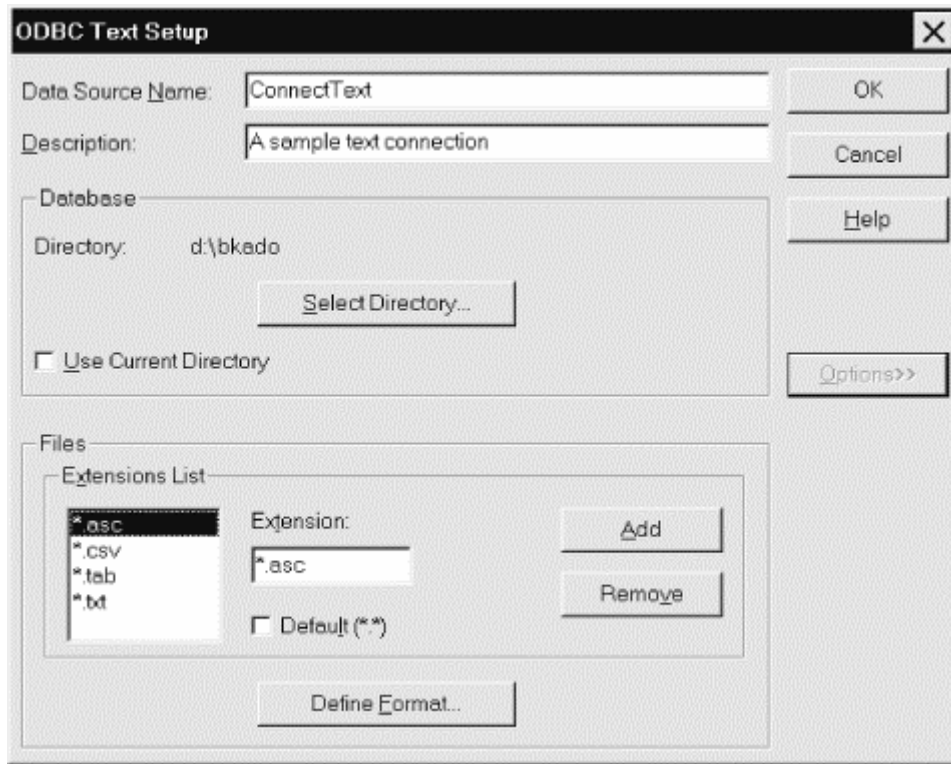 ODBC Text Setup
Data Source Name: ConnectText
OK
Description: A sample text connection
Cancel
Database
Help
Directory: d:\bkado
Select Directory...
Use Current Directory
Options>>
Files
Extensions List
*.asc
*.csv
*.tab
*.txt
Extension:
*.asc
Default (*.*)
Add
Remove
Define Format...